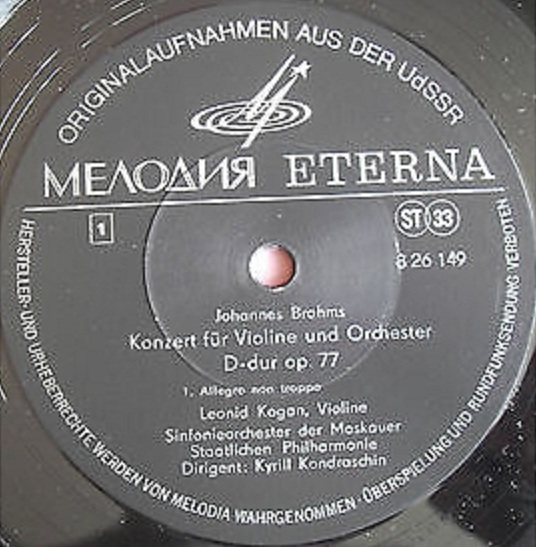 ORIGINALAUFNAHMEN AUS DER UdSSR
МЕЛОДИЯ ETERNA
1
ST 33
8 26 149
Johannes Brahms
Konzert für Violine und Orchester
D-dur op. 77
1. Allegro non troppo
Leonid Kogan, Violine
Sinfonieorchester der Moskauer
Staatlichen Philharmonie
Dirigent: Kyrill Kondraschin
HERSTELLER- UND URHEBERRECHTE WERDEN VON MELODIA WAHRGENOMMEN · ÜBERSPIELUNG UND RUNDFUNKSENDUNG VERBOTEN